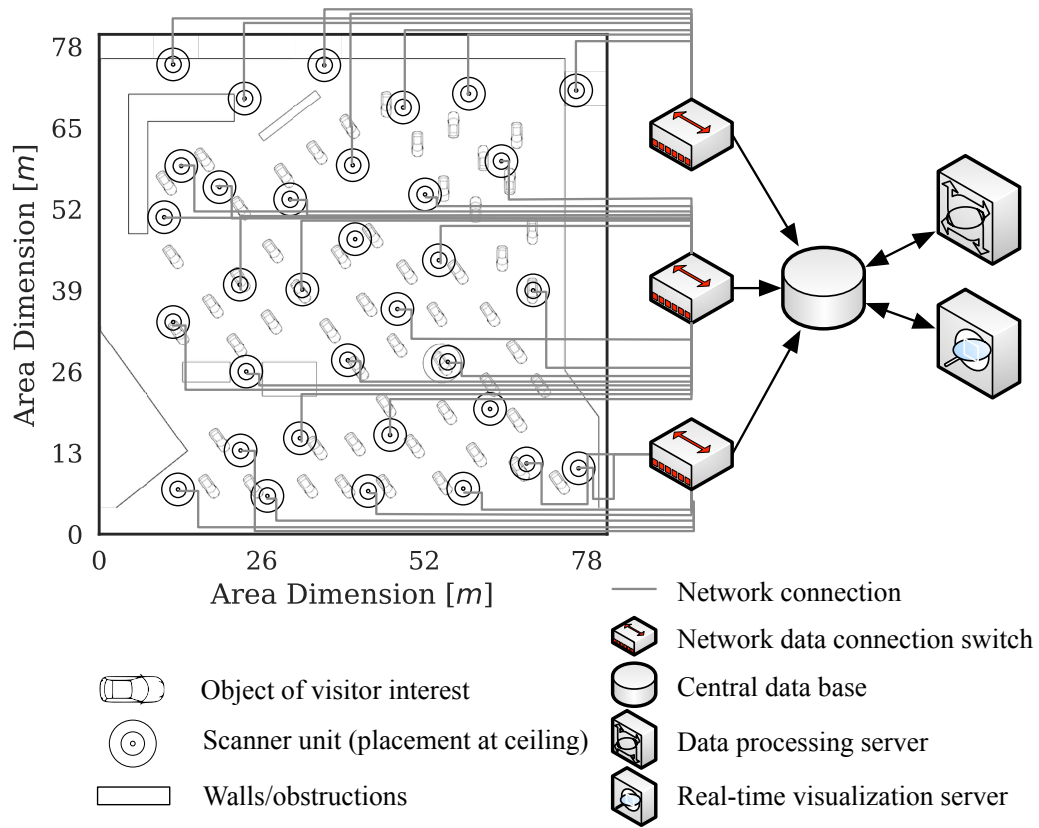 78
65
52
39
26
13
0
Area Dimension [m]
0 26 52 78
Area Dimension [m]
Network connection
Network data connection switch
Central data base
Data processing server
Real-time visualization server
Object of visitor interest
Scanner unit (placement at ceiling)
Walls/obstructions